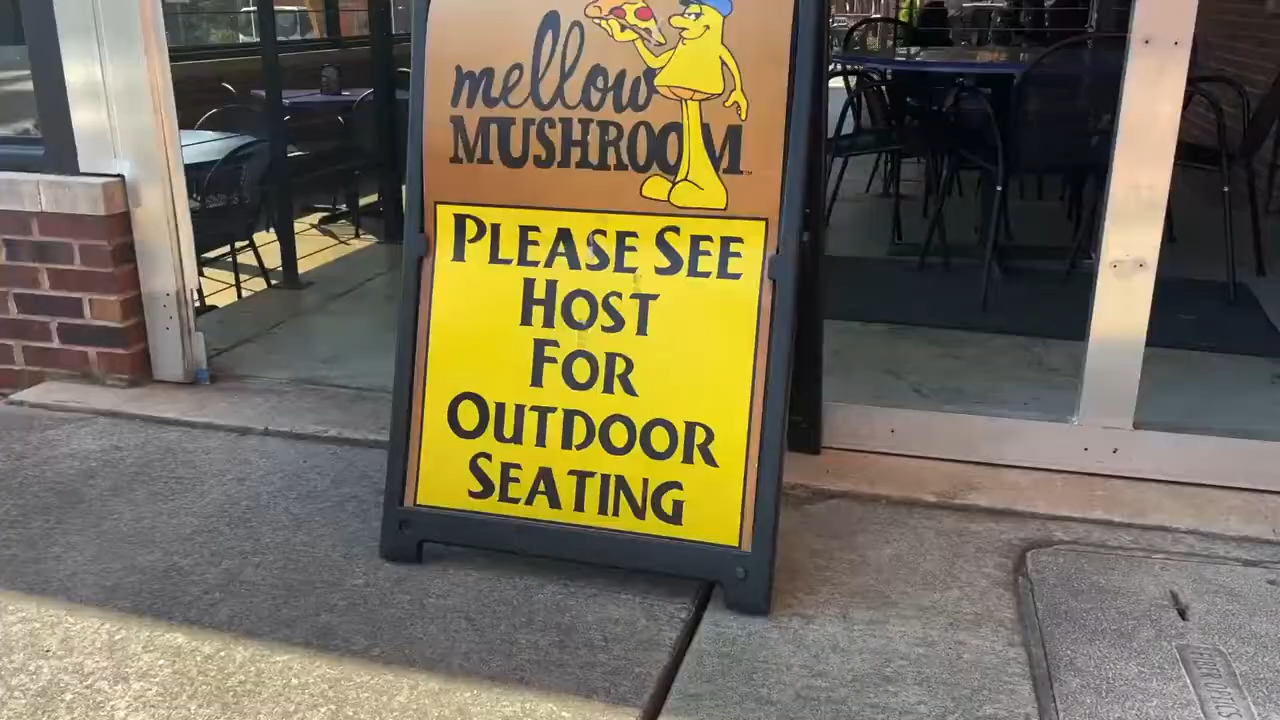 mellow
MUSHROOM
PLEASE SEE
HOST
FOR
OUTDOOR
SEATING